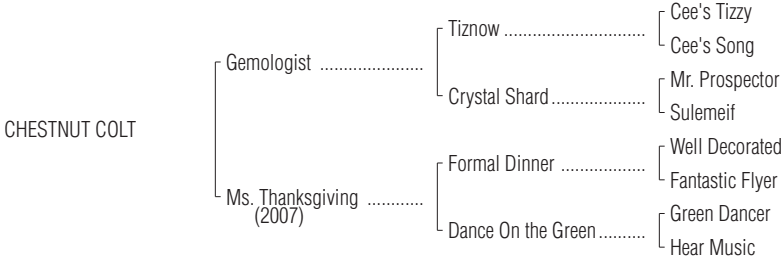 CHESTNUT COLT
Gemologist ......................
Ms. Thanksgiving ............
(2007)
Tiznow ..............................
Crystal Shard....................
Formal Dinner ..................
Dance On the Green..........
Cee's Tizzy
Cee's Song
Mr. Prospector
Sulemeif
Well Decorated
Fantastic Flyer
Green Dancer
Hear Music